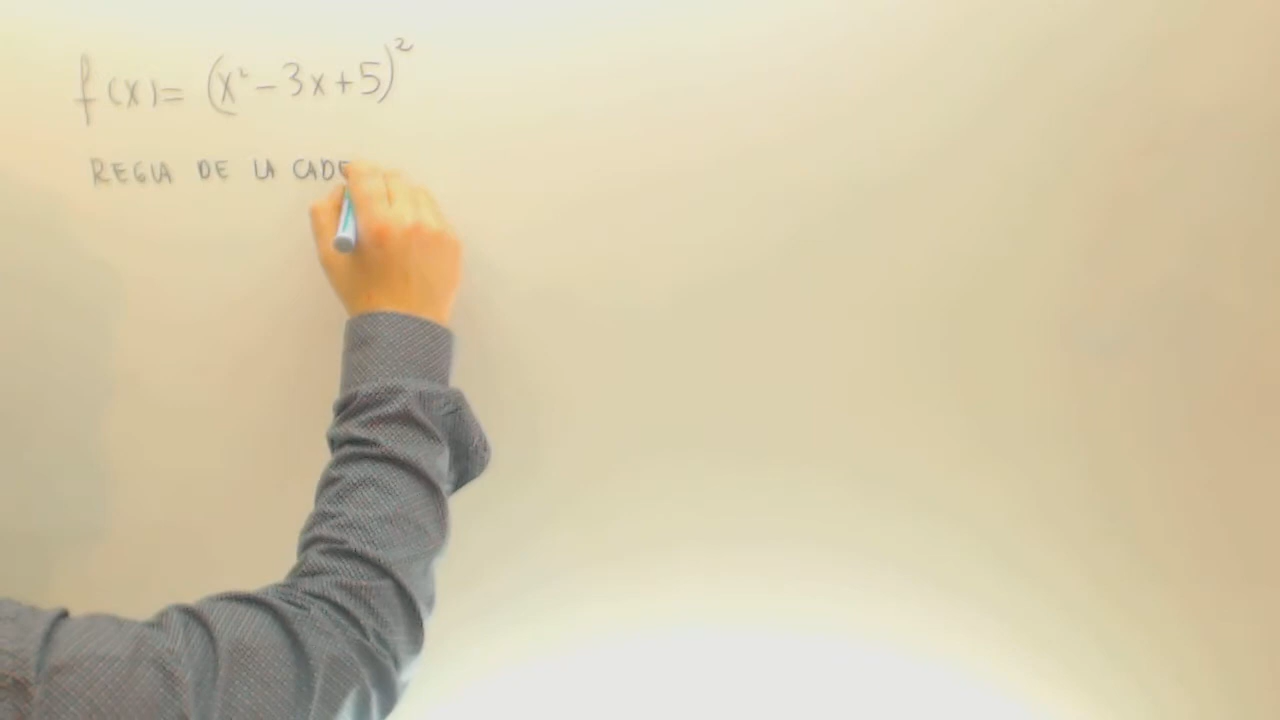 f(x)= (x²-3x+5)²
REGLA DE LA CADE